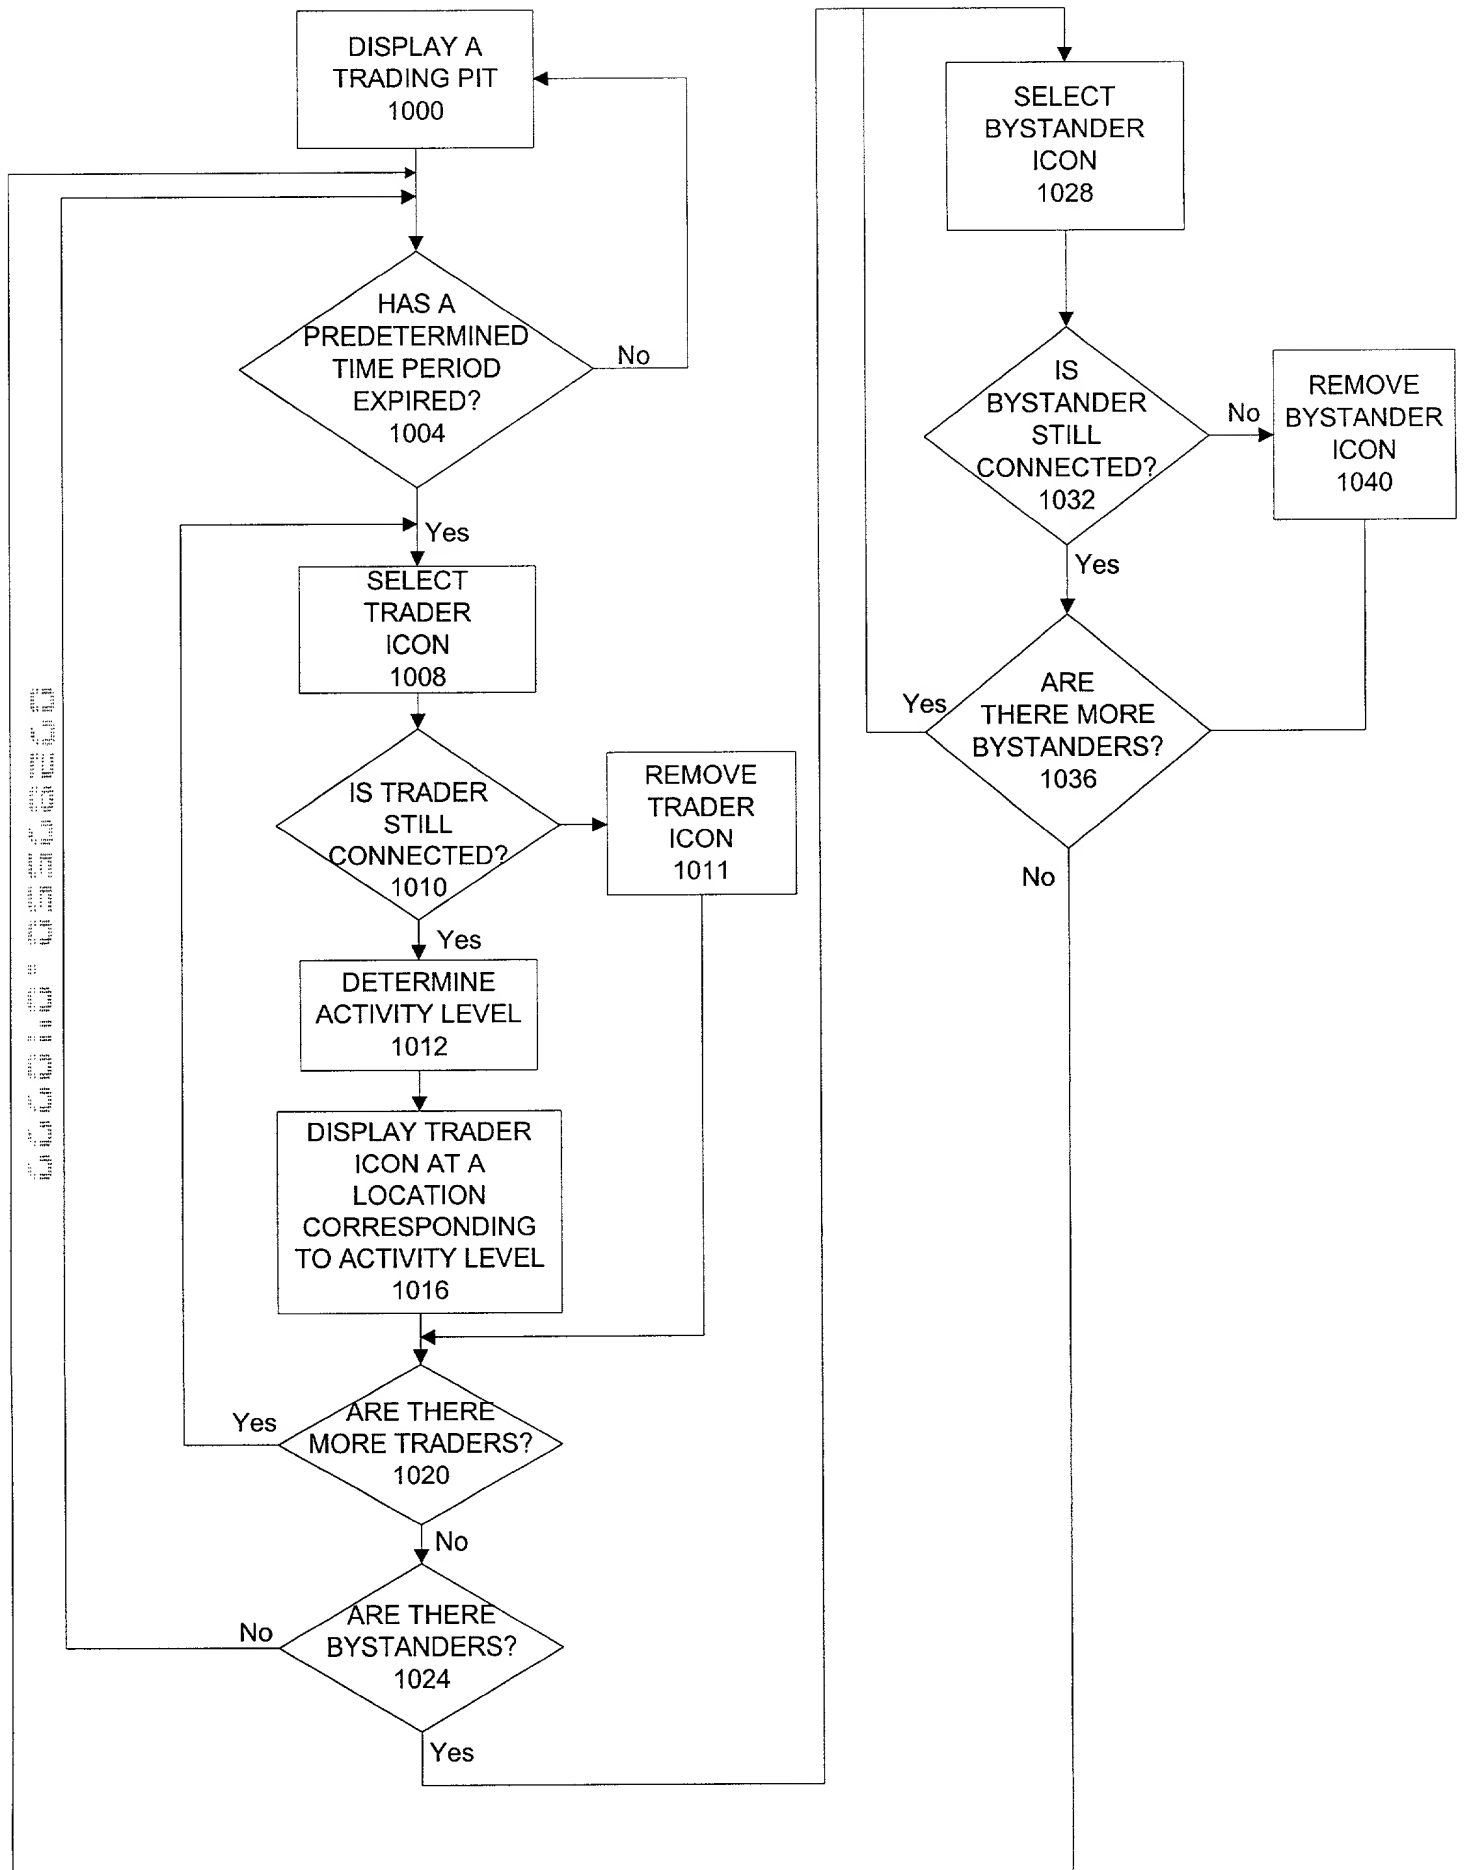 DISPLAY A
TRADING PIT
1000
HAS A
PREDETERMINED
TIME PERIOD
EXPIRED?
1004
No
Yes
SELECT
TRADER
ICON
1008
IS TRADER
STILL
CONNECTED?
1010
REMOVE
TRADER
ICON
1011
Yes
DETERMINE
ACTIVITY LEVEL
1012
DISPLAY TRADER
ICON AT A
LOCATION
CORRESPONDING
TO ACTIVITY LEVEL
1016
ARE THERE
MORE TRADERS?
1020
Yes
No
ARE THERE
BYSTANDERS?
1024
No
Yes
SELECT
BYSTANDER
ICON
1028
IS
BYSTANDER
STILL
CONNECTED?
1032
No
REMOVE
BYSTANDER
ICON
1040
Yes
ARE
THERE MORE
BYSTANDERS?
1036
Yes
No